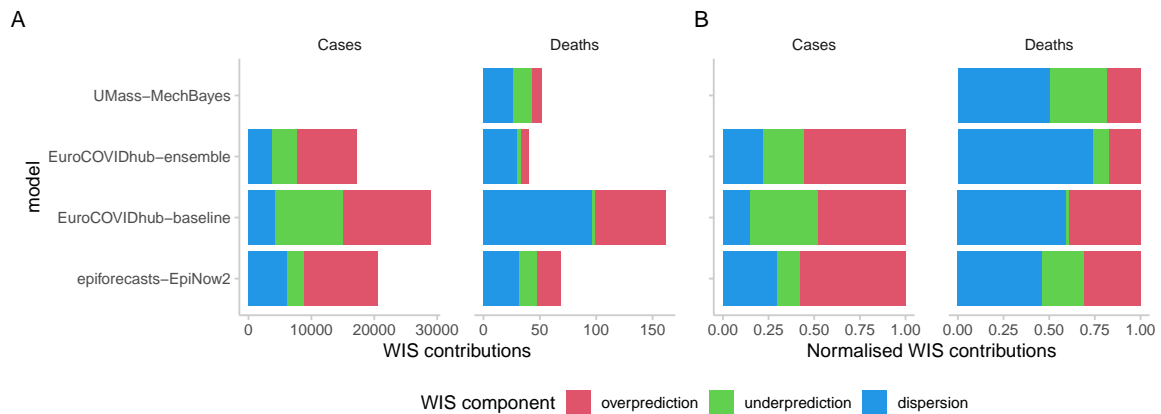 A
B
Cases
Deaths
Cases
Deaths
UMass−MechBayes
EuroCOVIDhub−ensemble
EuroCOVIDhub−baseline
epiforecasts−EpiNow2
model
0 10000 20000 30000
0 50 100 150
0.00 0.25 0.50 0.75 1.00
0.00 0.25 0.50 0.75 1.00
WIS contributions
Normalised WIS contributions
WIS component overprediction underprediction dispersion